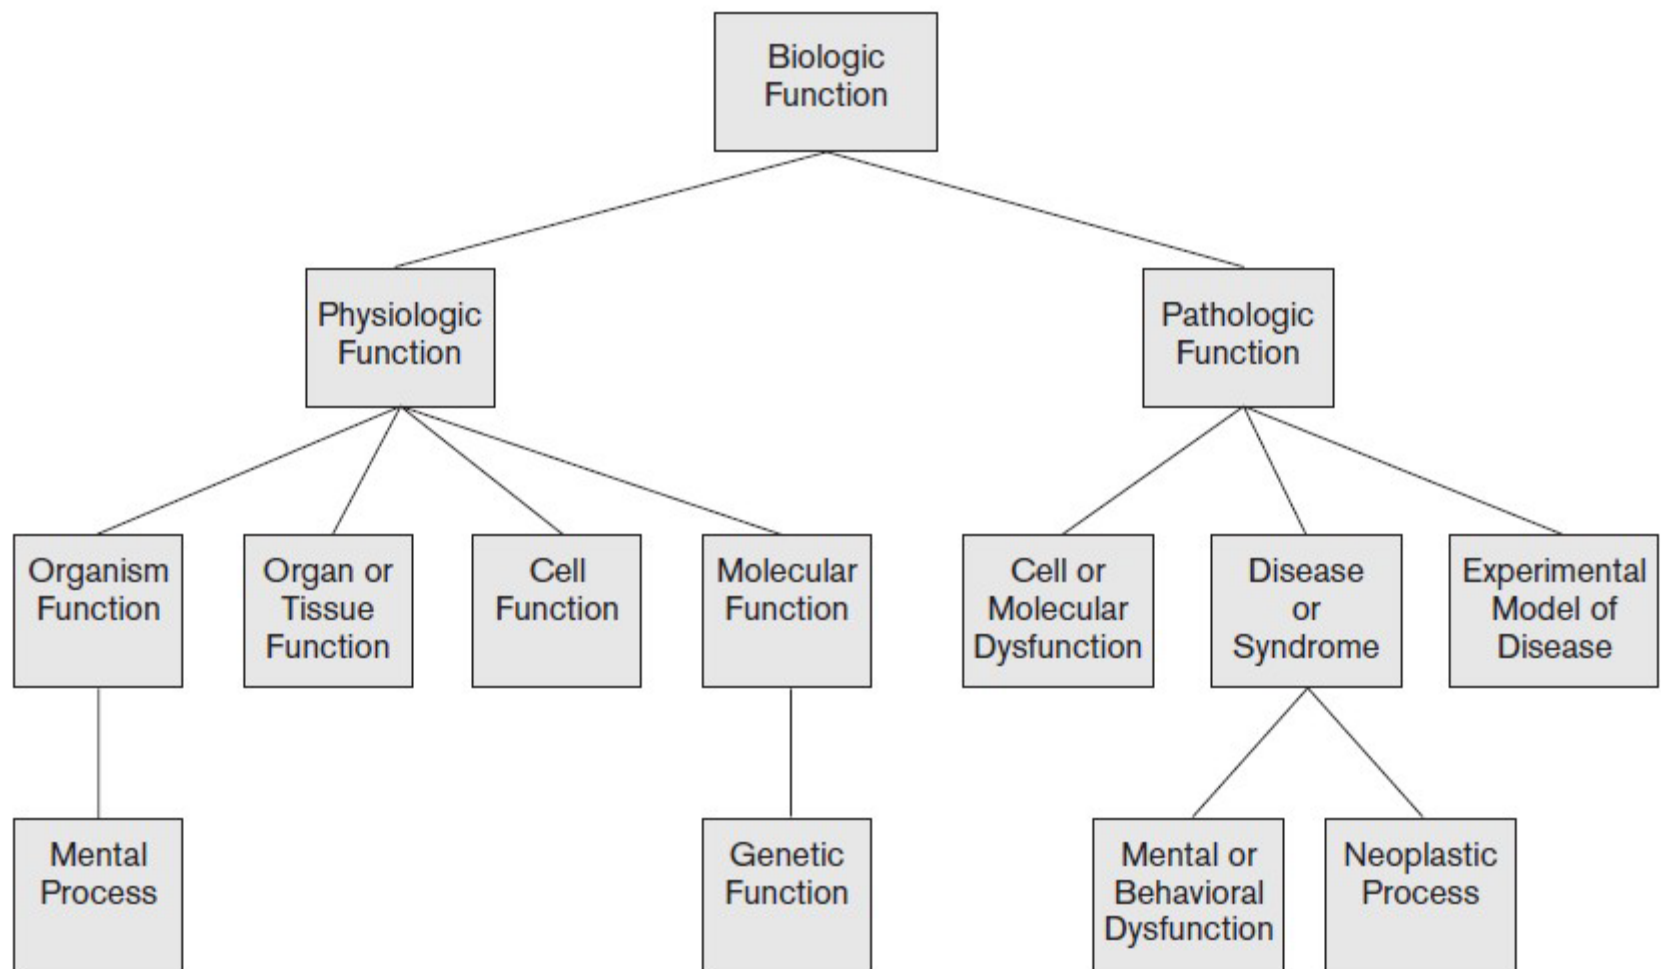 Biologic
Function
Physiologic
Function
Pathologic
Function
Organism
Function
Organ or
Tissue
Function
Cell
Function
Molecular
Function
Cell or
Molecular
Dysfunction
Disease
or
Syndrome
Experimental
Model of
Disease
Mental
Process
Genetic
Function
Mental or
Behavioral
Dysfunction
Neoplastic
Process